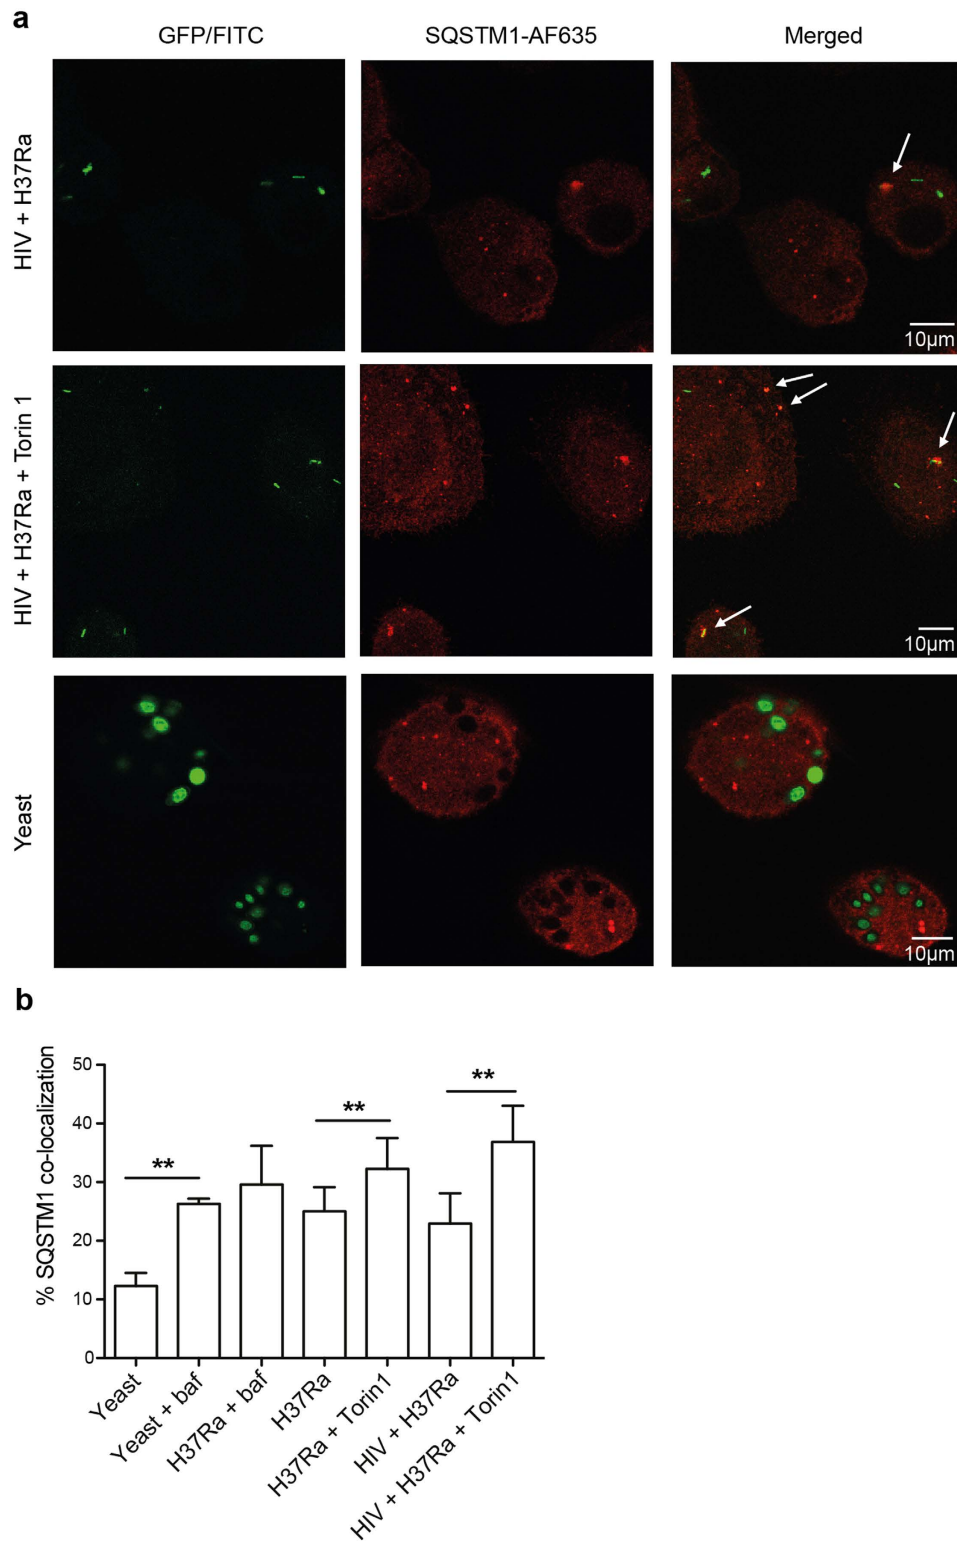 a
GFP/FITC SQSTM1-AF635 Merged
HIV + H37Ra
10µm
HIV + H37Ra + Torin 1
10µm
Yeast
10µm
b
% SQSTM1 co-localization
50
40
30
20
10
0
** ** **
Yeast
Yeast + baf
H37Ra + baf
H37Ra
H37Ra + Torin1
HIV + H37Ra
HIV + H37Ra + Torin1